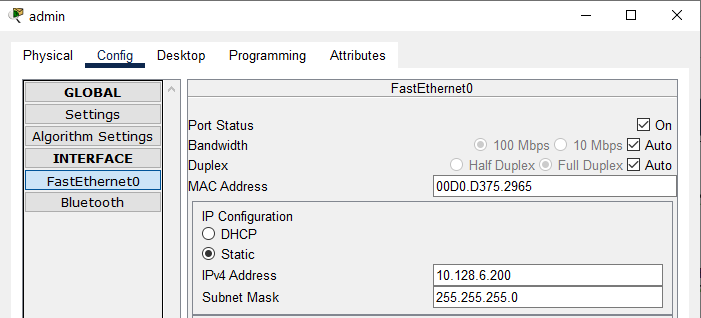 admin
Physical Config Desktop Programming Attributes
GLOBAL
Settings
Algorithm Settings
INTERFACE
FastEthernet0
Bluetooth
FastEthernet0
Port Status On
Bandwidth 100 Mbps 10 Mbps Auto
Duplex Half Duplex Full Duplex Auto
MAC Address 00D0.D375.2965
IP Configuration
DHCP
Static
IPv4 Address 10.128.6.200
Subnet Mask 255.255.255.0